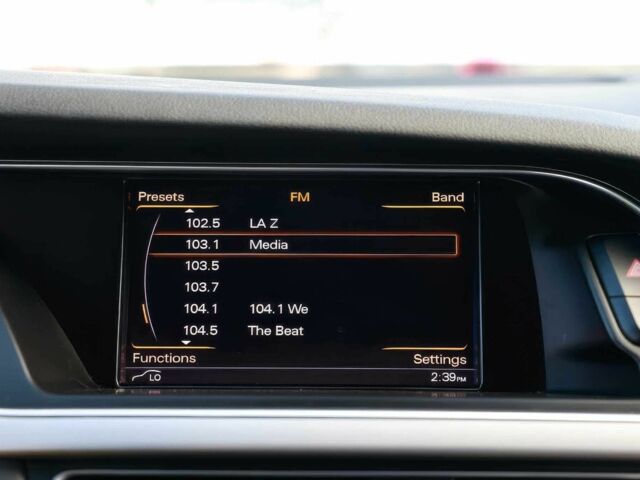 Presets FM Band
102.5 LA Z
103.1 Media
103.5
103.7
104.1 104.1 We
104.5 The Beat
Functions Settings
LO 2:39PM